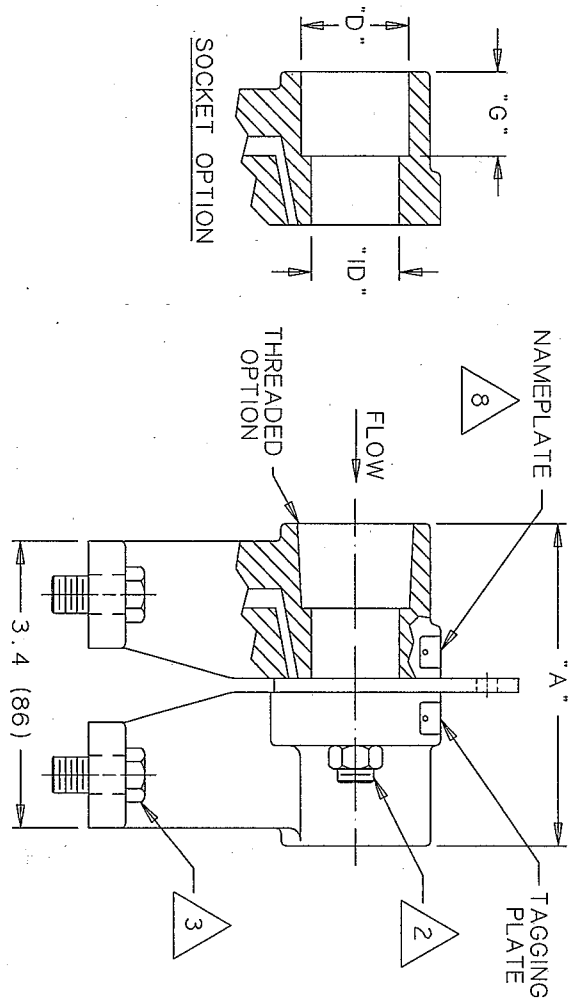 "G"
"D"
"ID"
SOCKET OPTION
NAMEPLATE
8
FLOW
THREADED
OPTION
"A"
TAGGING
PLATE
2
3
3.4 (86)